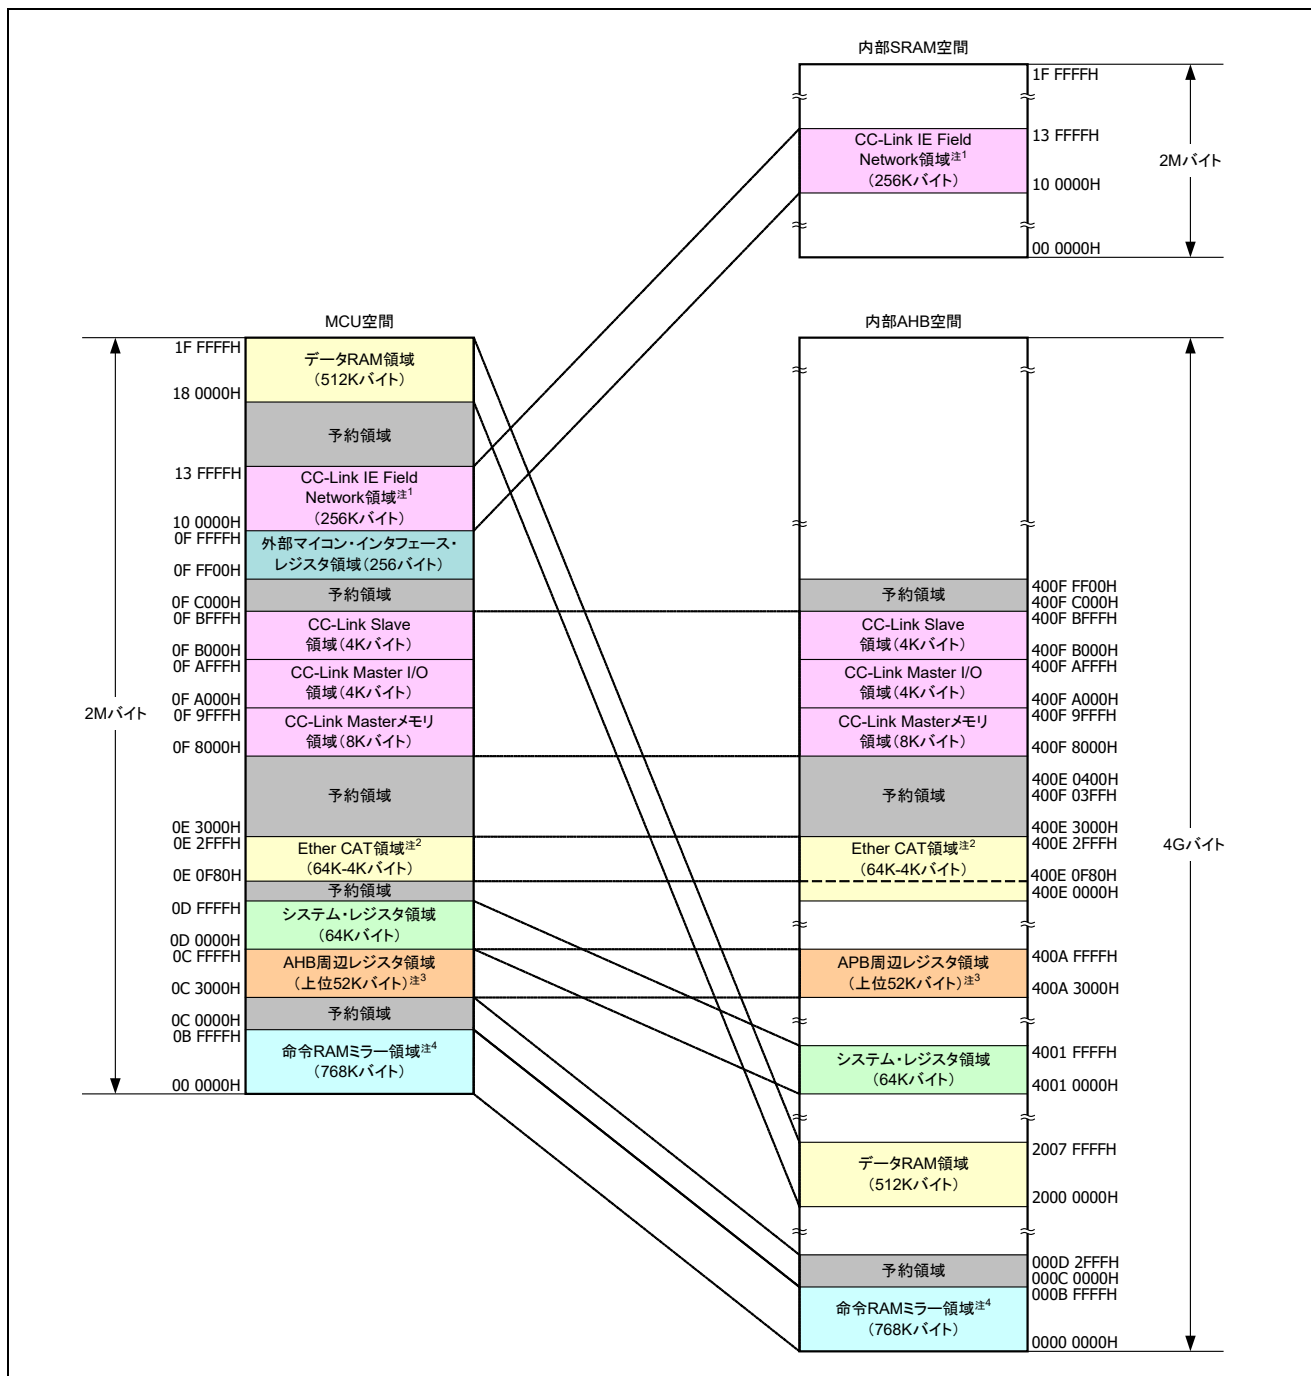 内部SRAM空間
1F FFFFH
CC-Link IE Field
Network領域注1
(256Kバイト)
13 FFFFH
10 0000H
00 0000H
2Mバイト
MCU空間
2Mバイト
1F FFFFH
データRAM領域
(512Kバイト)
18 0000H
予約領域
13 FFFFH
CC-Link IE Field
Network領域注1
(256Kバイト)
10 0000H
0F FFFFH
外部マイコン・インタフェース・
レジスタ領域(256バイト)
0F FF00H
予約領域
0F C000H
0F BFFFH
CC-Link Slave
領域(4Kバイト)
0F B000H
0F AFFFH
CC-Link Master I/O
領域(4Kバイト)
0F A000H
0F 9FFFH
CC-Link Masterメモリ
領域(8Kバイト)
0F 8000H
予約領域
0E 3000H
0E 2FFFH
Ether CAT領域注2
(64K-4Kバイト)
0E 0F80H
予約領域
0D FFFFH
システム・レジスタ領域
(64Kバイト)
0D 0000H
0C FFFFH
AHB周辺レジスタ領域
(上位52Kバイト)注3
0C 3000H
予約領域
0C 0000H
0B FFFFH
命令RAMミラー領域注4
(768Kバイト)
00 0000H
内部AHB空間
4Gバイト
予約領域
400F FF00H
400F C000H
400F BFFFH
CC-Link Slave
領域(4Kバイト)
400F B000H
400F AFFFH
CC-Link Master I/O
領域(4Kバイト)
400F A000H
400F 9FFFH
CC-Link Masterメモリ
領域(8Kバイト)
400F 8000H
予約領域
400E 0400H
400F 03FFH
400E 3000H
400E 2FFFH
Ether CAT領域注2
(64K-4Kバイト)
400E 0F80H
400E 0000H
400A FFFFH
APB周辺レジスタ領域
(上位52Kバイト)注3
400A 3000H
4001 FFFFH
システム・レジスタ領域
(64Kバイト)
4001 0000H
2007 FFFFH
データRAM領域
(512Kバイト)
2000 0000H
予約領域
000D 2FFFH
000C 0000H
000B FFFFH
命令RAMミラー領域注4
(768Kバイト)
0000 0000H